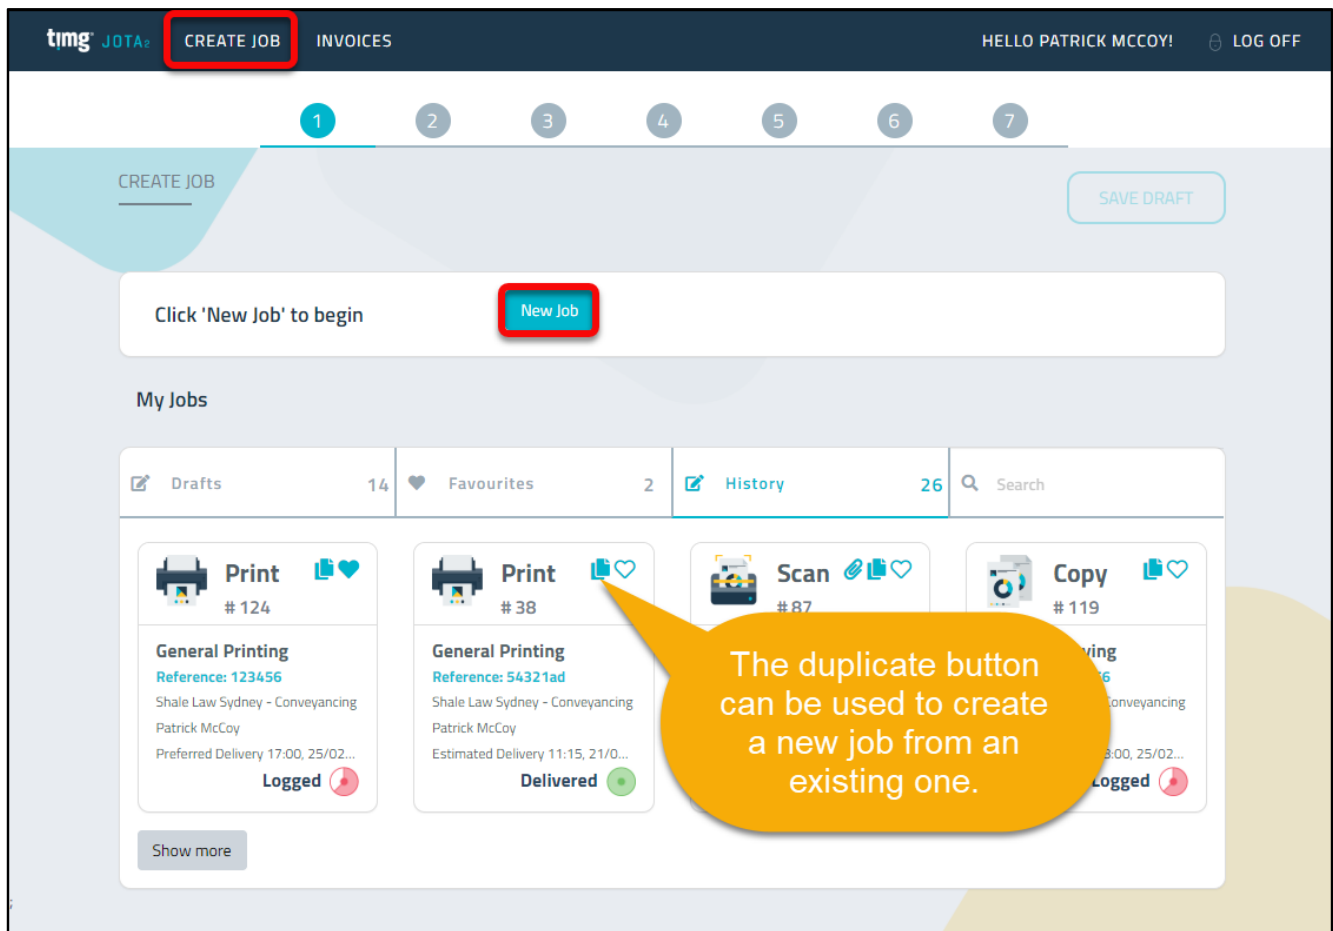 timg JOTA2 CREATE JOB INVOICES HELLO PATRICK MCCOY! LOG OFF
1 2 3 4 5 6 7
CREATE JOB
SAVE DRAFT
Click 'New Job' to begin New Job
My Jobs
Drafts 14 Favourites 2 History 26 Search
Print
# 124
General Printing
Reference: 123456
Shale Law Sydney - Conveyancing
Patrick McCoy
Preferred Delivery 17:00, 25/02...
Logged
Print
# 38
General Printing
Reference: 54321ad
Shale Law Sydney - Conveyancing
Patrick McCoy
Estimated Delivery 11:15, 21/0...
Delivered
Scan
# 87
The duplicate button
can be used to create
a new job from an
existing one.
Copy
# 119
25/02...
Logged
Show more
;